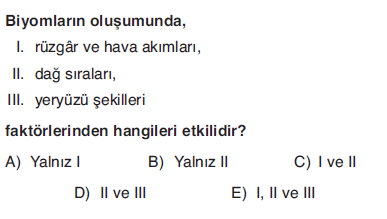 Biyomların oluşumunda,
I. rüzgâr ve hava akımları,
II. dağ sıraları,
III. yeryüzü şekilleri
faktörlerinden hangileri etkilidir?
A) Yalnız I B) Yalnız II C) I ve II
D) II ve III E) I, II ve III